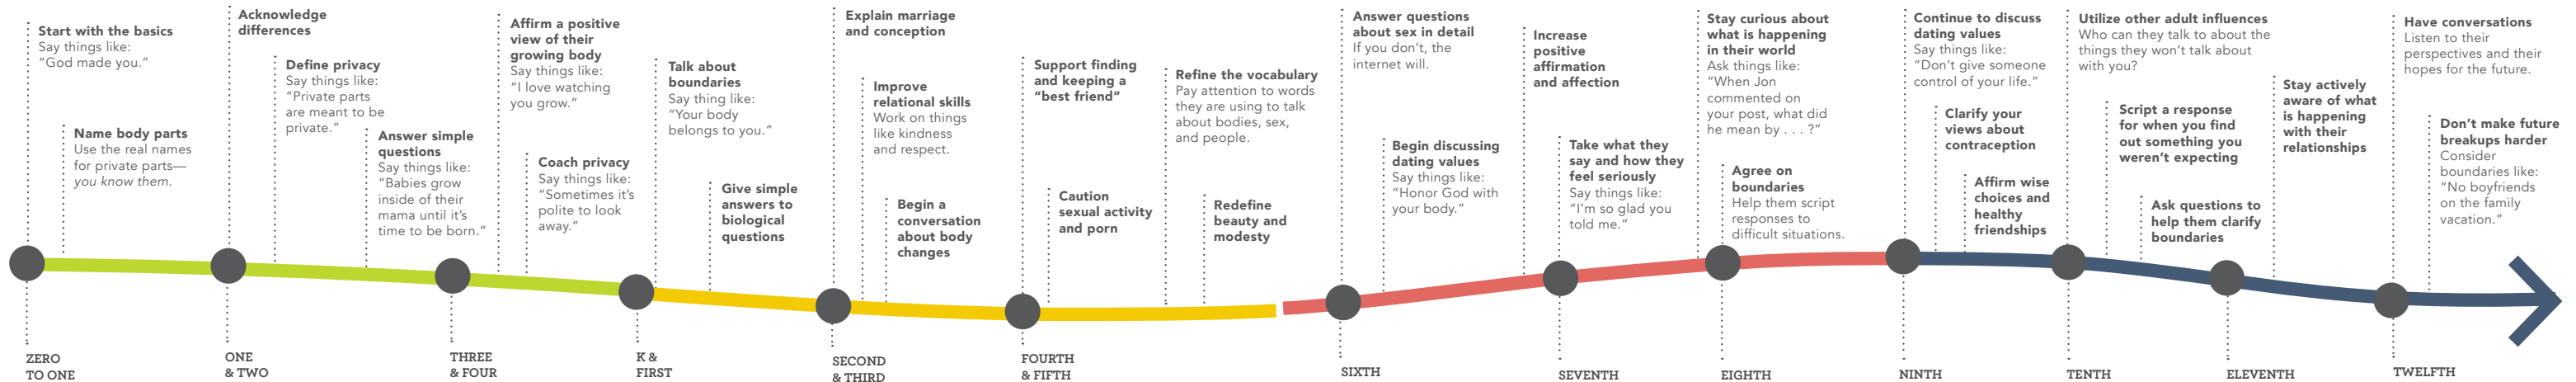 Start with the basics
Say things like:
“God made you.”
Name body parts
Use the real names
for private parts—
you know them.
Acknowledge
differences
Define privacy
Say things like:
“Private parts
are meant to be
private.”
Answer simple
questions
Say things like:
“Babies grow
inside of their
mama until it’s
time to be born.”
Affirm a positive
view of their
growing body
Say things like:
“I love watching
you grow.”
Coach privacy
Say things like:
“Sometimes it’s
polite to look
away.”
Talk about
boundaries
Say thing like:
“Your body
belongs to you.”
Give simple
answers to
biological
questions
Explain marriage
and conception
Improve
relational skills
Work on things
like kindness
and respect.
Begin a
conversation
about body
changes
Support finding
and keeping a
“best friend”
Caution
sexual activity
and porn
Refine the vocabulary
Pay attention to words
they are using to talk
about bodies, sex,
and people.
Redefine
beauty and
modesty
Answer questions
about sex in detail
If you don’t, the
internet will.
Begin discussing
dating values
Say things like:
“Honor God with
your body.”
Increase
positive
affirmation
and affection
Take what they
say and how they
feel seriously
Say things like:
“I’m so glad you
told me.”
Stay curious about
what is happening
in their world
Ask things like:
“When Jon
commented on
your post, what did
he mean by . . . ?”
Agree on
boundaries
Help them script
responses to
difficult situations.
Continue to discuss
dating values
Say things like:
“Don’t give someone
control of your life.”
Clarify your
views about
contraception
Affirm wise
choices and
healthy
friendships
Utilize other adult influences
Who can they talk to about the
things they won’t talk about
with you?
Script a response
for when you find
out something you
weren’t expecting
Ask questions to
help them clarify
boundaries
Stay actively
aware of what
is happening
with their
relationships
Have conversations
Listen to their
perspectives and their
hopes for the future.
Don’t make future
breakups harder
Consider
boundaries like:
“No boyfriends
on the family
vacation.”
ZERO
TO ONE
ONE
& TWO
THREE
& FOUR
K &
FIRST
SECOND
& THIRD
FOURTH
& FIFTH
SIXTH
SEVENTH
EIGHTH
NINTH
TENTH
ELEVENTH
TWELFTH